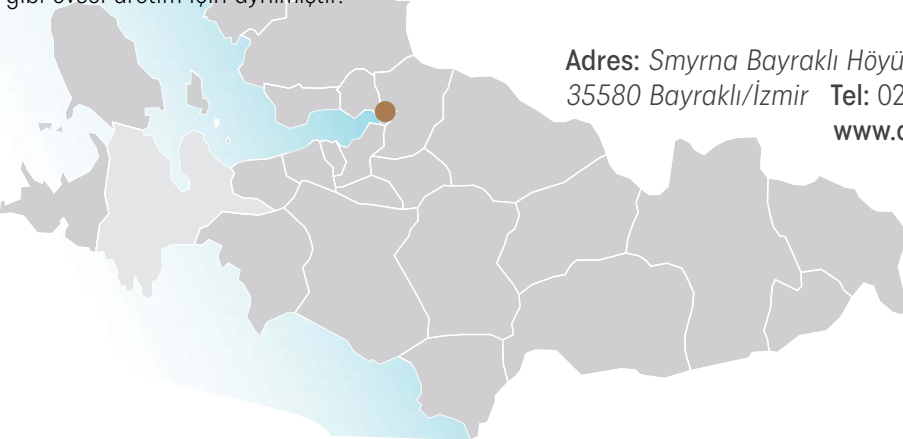 gibi evsel üretim için ayrılmıştır.
Adres: Smyrna Bayraklı Höyü
35580 Bayraklı/İzmir Tel: 02
www.